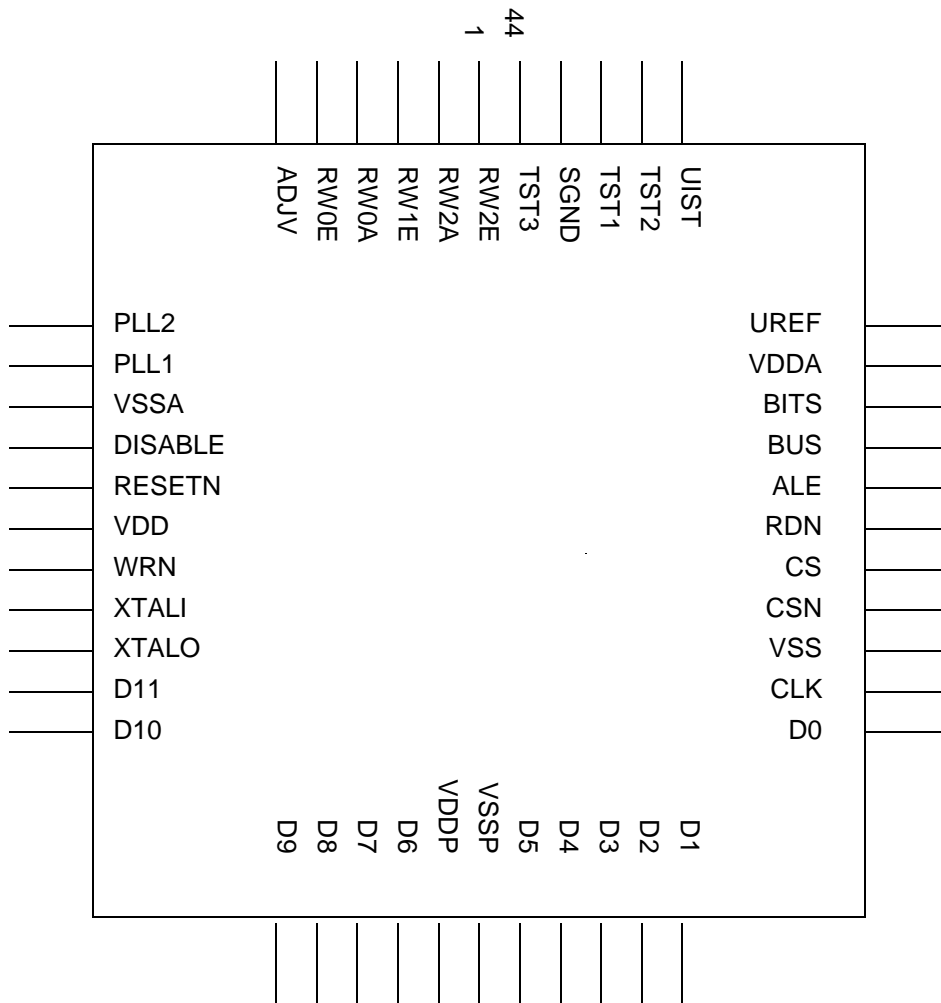 1
44
ADJV
RW0E
RW0A
RW1E
RW2A
RW2E
TST3
SGND
TST1
TST2
UIST
PLL2
PLL1
VSSA
DISABLE
RESETN
VDD
WRN
XTALI
XTALO
D11
D10
UREF
VDDA
BITS
BUS
ALE
RDN
CS
CSN
VSS
CLK
D0
D9
D8
D7
D6
VDDP
VSSP
D5
D4
D3
D2
D1